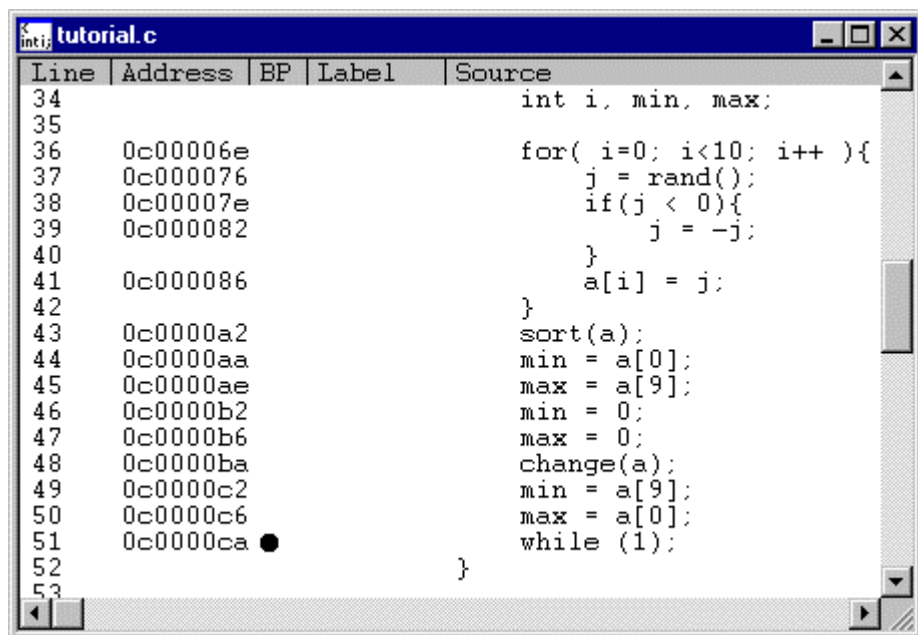 int i;
tutorial.c
Line Address BP Label Source
34 int i, min, max;
35
36 0c00006e for( i=0; i<10; i++ ){
37 0c000076 j = rand();
38 0c00007e if(j < 0){
39 0c000082 j = -j;
40 }
41 0c000086 a[i] = j;
42 }
43 0c0000a2 sort(a);
44 0c0000aa min = a[0];
45 0c0000ae max = a[9];
46 0c0000b2 min = 0;
47 0c0000b6 max = 0;
48 0c0000ba change(a);
49 0c0000c2 min = a[9];
50 0c0000c6 max = a[0];
51 0c0000ca ● while (1);
52 }
53